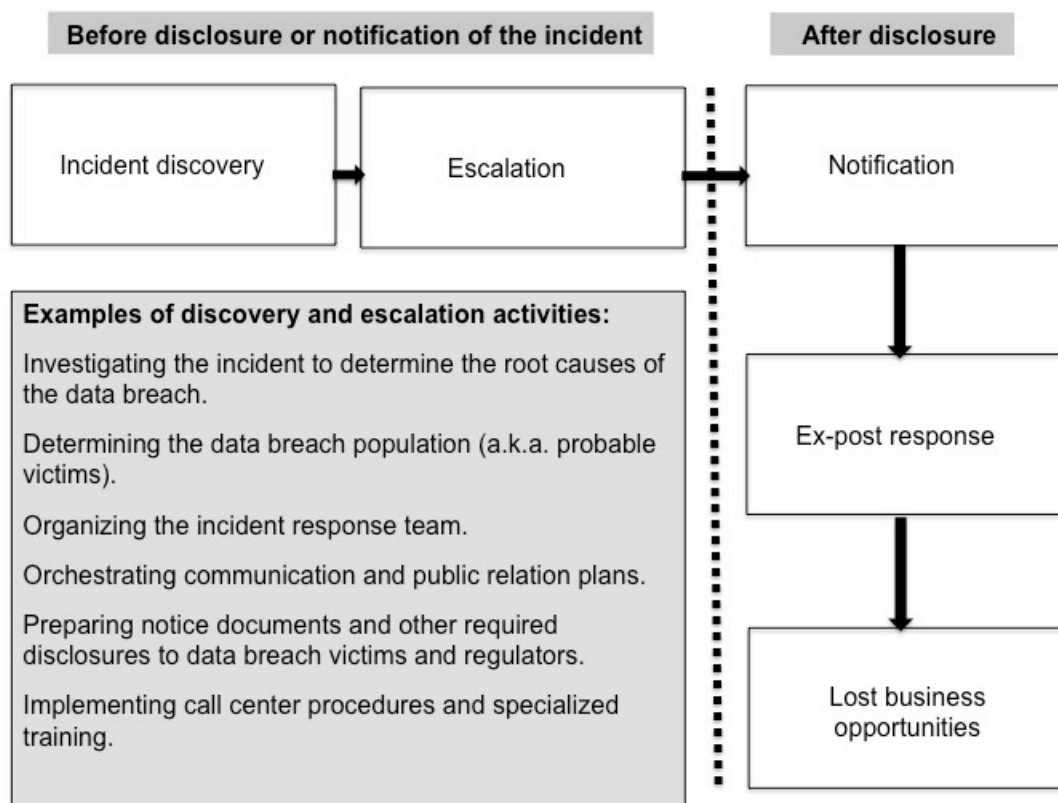 Before disclosure or notification of the incident
After disclosure
Incident discovery
Escalation
Notification
Examples of discovery and escalation activities:
Investigating the incident to determine the root causes of
the data breach.
Determining the data breach population (a.k.a. probable
victims).
Organizing the incident response team.
Orchestrating communication and public relation plans.
Preparing notice documents and other required
disclosures to data breach victims and regulators.
Implementing call center procedures and specialized
training.
Ex-post response
Lost business
opportunities